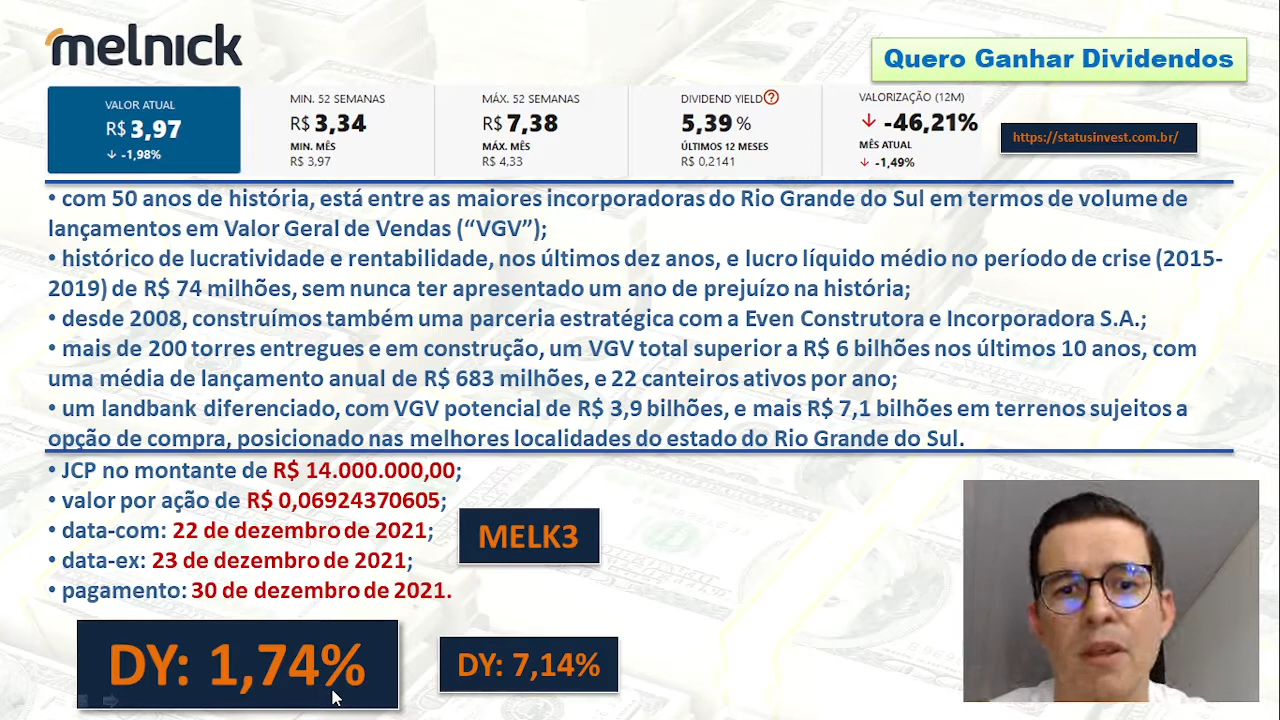 melnick
Quero Ganhar Dividendos
VALOR ATUAL
R$ 3,97
↓ -1,98%
MIN. 52 SEMANAS
R$ 3,34
MIN. MÊS
R$ 3,97
MÁX. 52 SEMANAS
R$ 7,38
MÁX. MÊS
R$ 4,33
DIVIDEND YIELD ?
5,39 %
ÚLTIMOS 12 MESES
R$ 0,2141
VALORIZAÇÃO (12M)
↓ -46,21%
MÊS ATUAL
↓ -1,49%
https://statusinvest.com.br/
• com 50 anos de história, está entre as maiores incorporadoras do Rio Grande do Sul em termos de volume de
lançamentos em Valor Geral de Vendas (“VGV”);
• histórico de lucratividade e rentabilidade, nos últimos dez anos, e lucro líquido médio no período de crise (2015-
2019) de R$ 74 milhões, sem nunca ter apresentado um ano de prejuízo na história;
• desde 2008, construímos também uma parceria estratégica com a Even Construtora e Incorporadora S.A.;
• mais de 200 torres entregues e em construção, um VGV total superior a R$ 6 bilhões nos últimos 10 anos, com
uma média de lançamento anual de R$ 683 milhões, e 22 canteiros ativos por ano;
• um landbank diferenciado, com VGV potencial de R$ 3,9 bilhões, e mais R$ 7,1 bilhões em terrenos sujeitos a
opção de compra, posicionado nas melhores localidades do estado do Rio Grande do Sul.
• JCP no montante de R$ 14.000.000,00;
• valor por ação de R$ 0,06924370605;
• data-com: 22 de dezembro de 2021;
• data-ex: 23 de dezembro de 2021;
• pagamento: 30 de dezembro de 2021.
MELK3
DY: 1,74%
DY: 7,14%